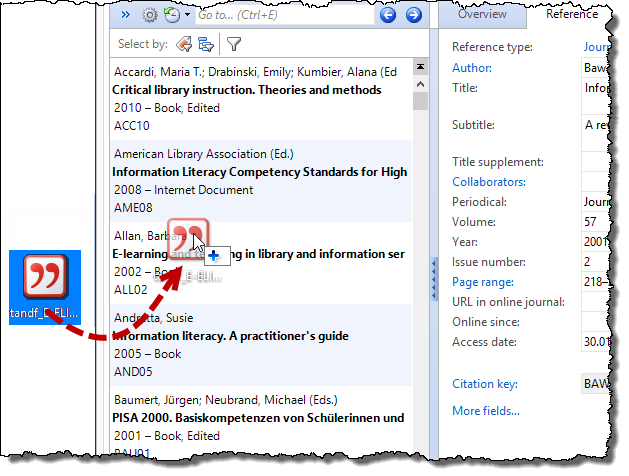 Go to... (Ctrl+E)
Select by:
Accardi, Maria T.; Drabinski, Emily; Kumbier, Alana (Ed
Critical library instruction. Theories and methods
2010 – Book, Edited
ACC10
American Library Association (Ed.)
Information Literacy Competency Standards for High
2008 – Internet Document
AME08
Allan, Barbara
E-learning and teaching in library and information ser
2002 – Book
ALL02
Andretta, Susie
Information literacy. A practitioner's guide
2005 – Book
AND05
Baumert, Jürgen; Neubrand, Michael (Eds.)
PISA 2000. Basiskompetenzen von Schülerinnen und
2001 – Book, Edited
BAU01
tandf_E-ELI...
_E-ELI...
Overview
Reference
Reference type:
Journ
Author:
Baw
Title:
Infor
Subtitle:
A re
Title supplement:
Collaborators:
Periodical:
Journ
Volume:
57
Year:
2001
Issue number:
2
Page range:
218–
URL in online journal:
Online since:
Access date:
30.01
Citation key:
BAW
More fields...